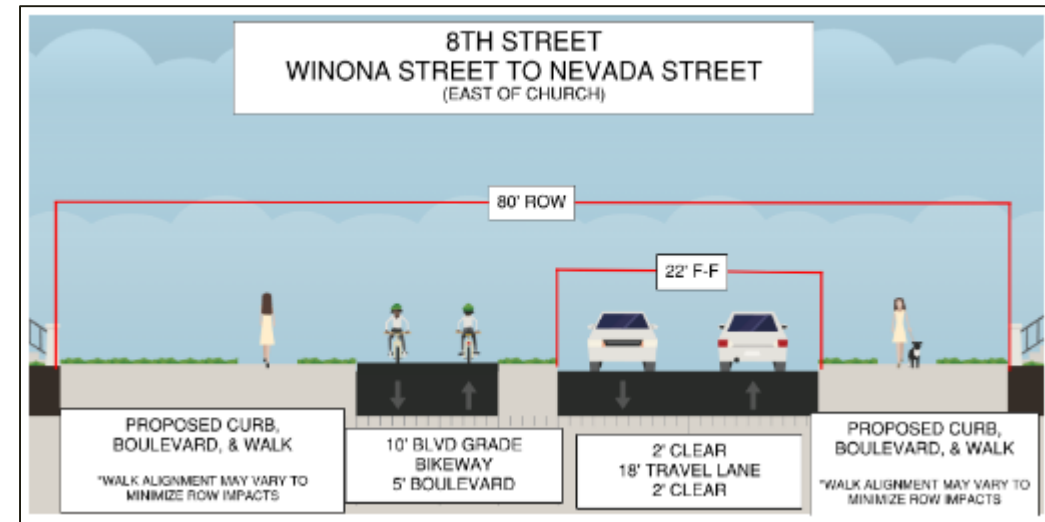 8TH STREET
WINONA STREET TO NEVADA STREET
(EAST OF CHURCH)
80' ROW
22' F-F
PROPOSED CURB,
BOULEVARD, & WALK
*WALK ALIGNMENT MAY VARY TO
MINIMIZE ROW IMPACTS
10' BLVD GRADE
BIKEWAY
5' BOULEVARD
2' CLEAR
18' TRAVEL LANE
2' CLEAR
PROPOSED CURB,
BOULEVARD, & WALK
*WALK ALIGNMENT MAY VARY TO
MINIMIZE ROW IMPACTS